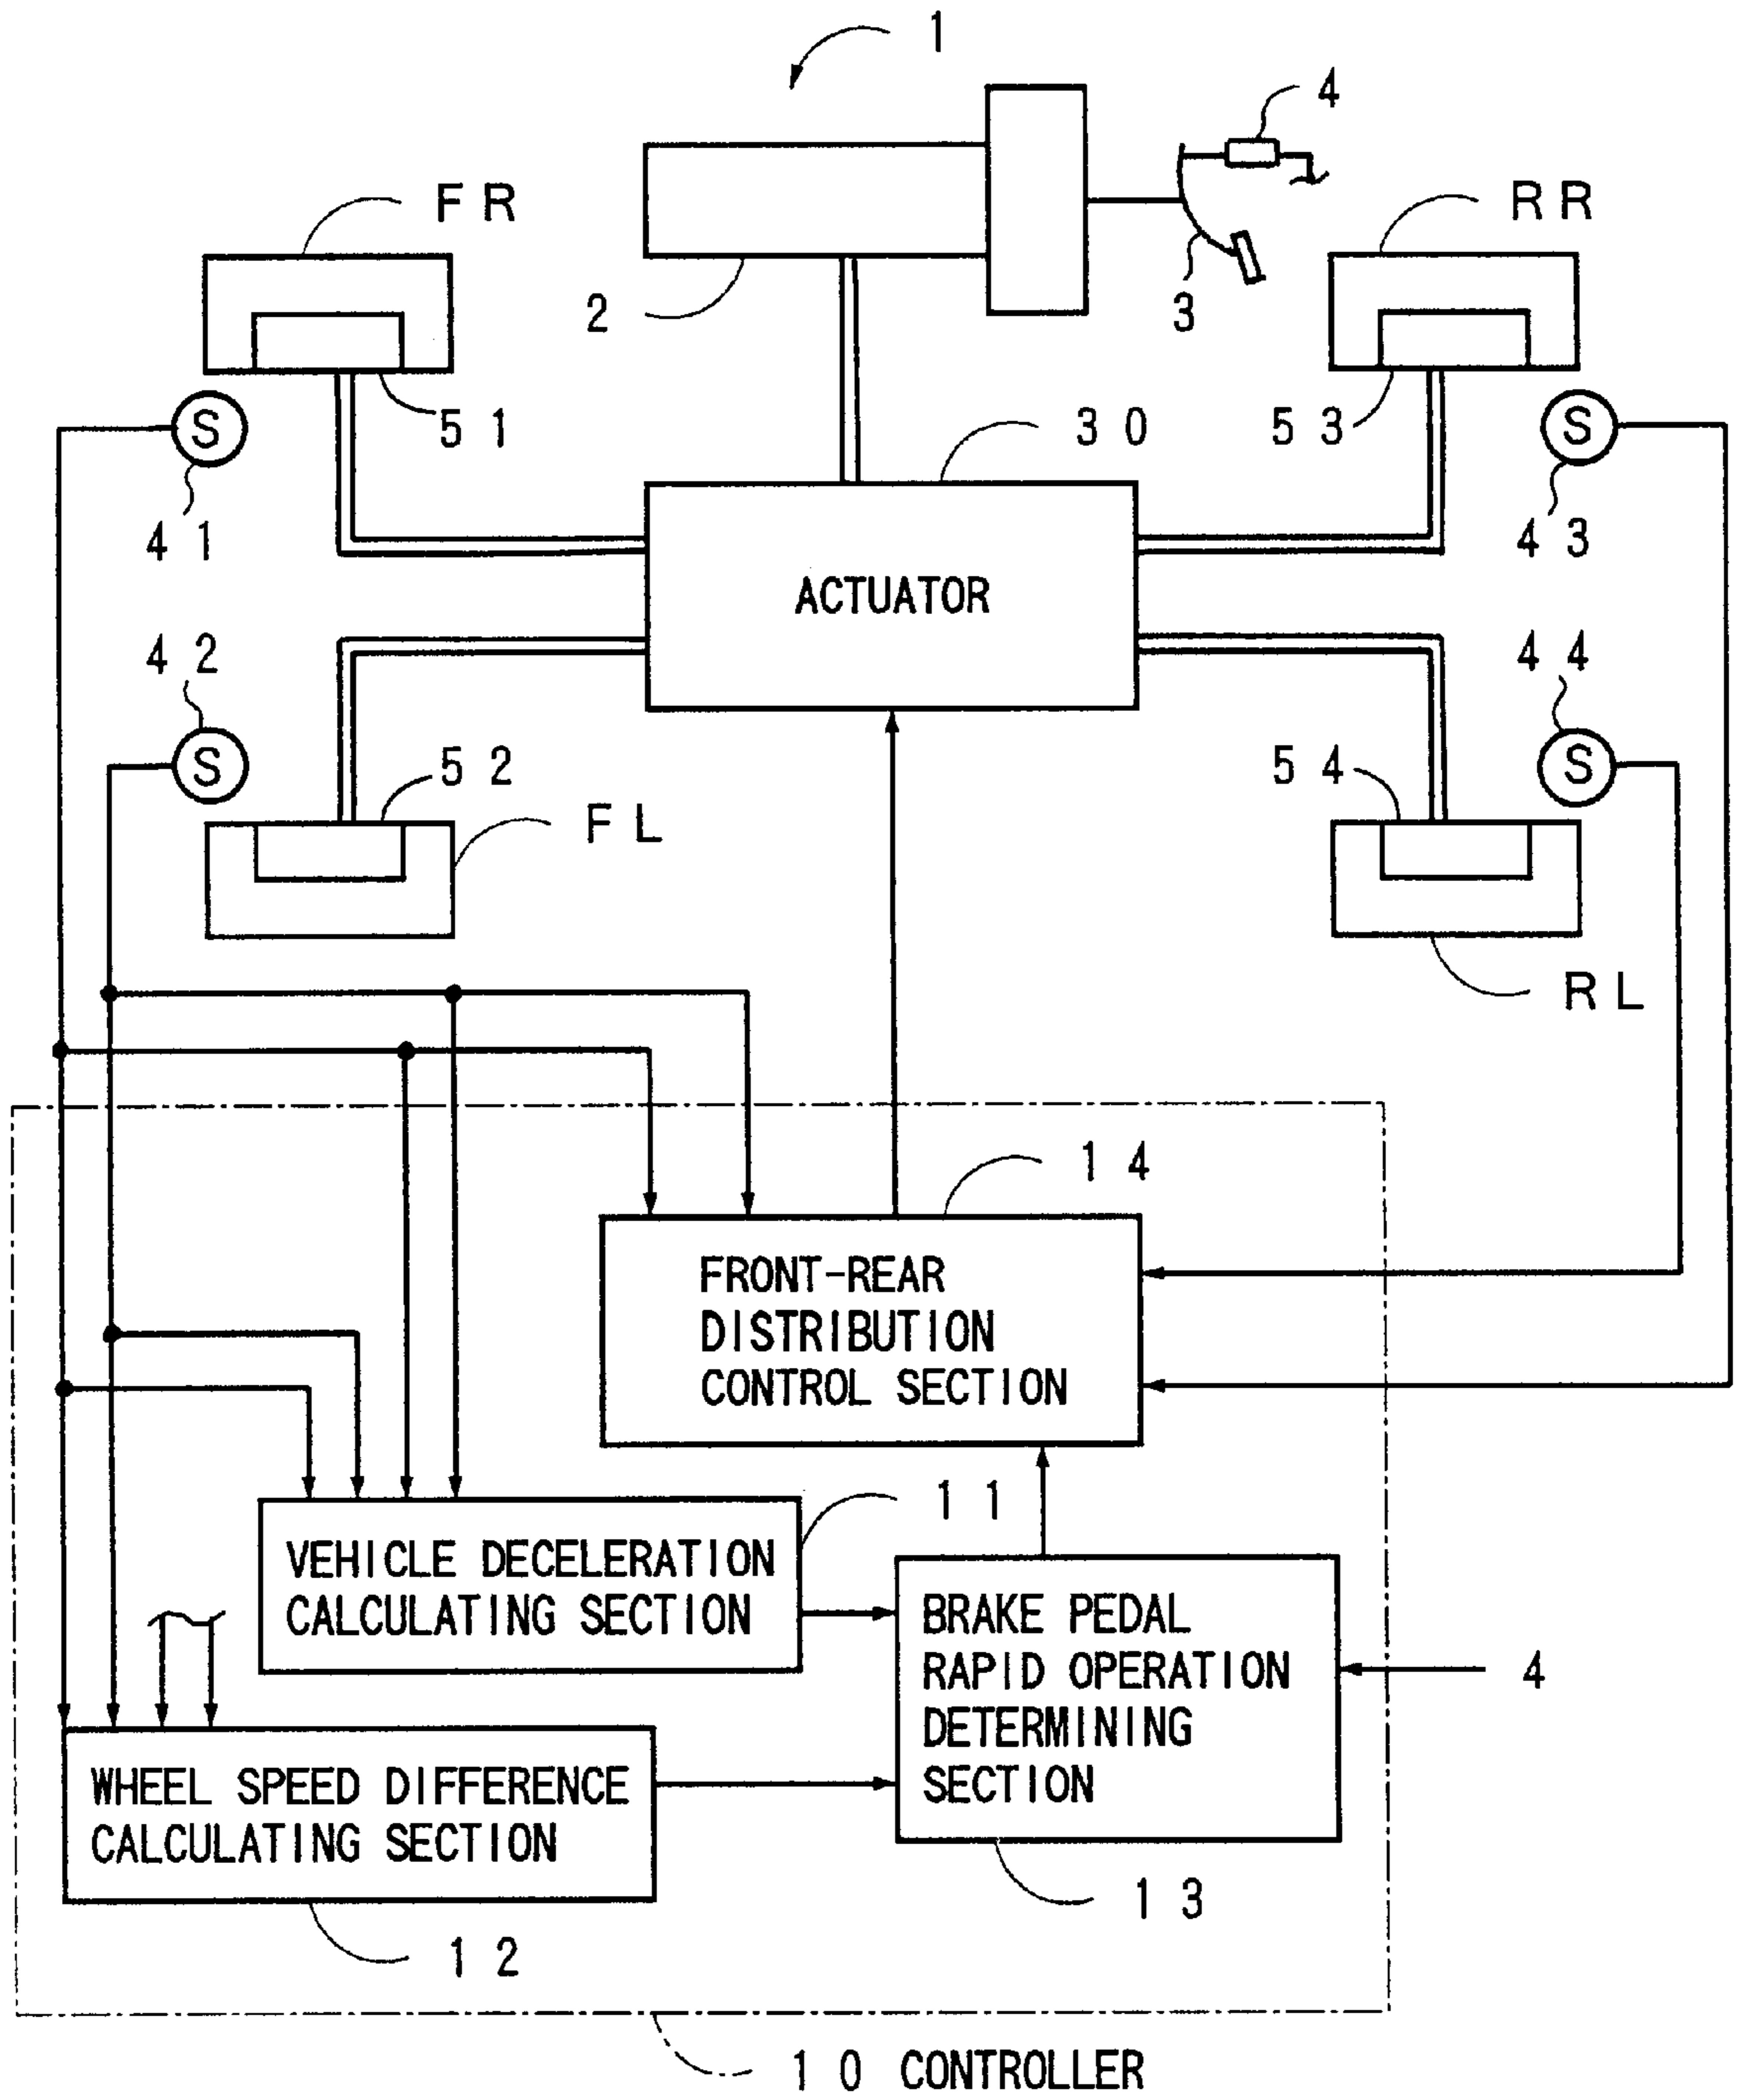 1
4
FR
RR
2
3
51
30
53
S
S
41
43
ACTUATOR
42
44
S
52
54
S
FL
RL
14
FRONT-REAR
DISTRIBUTION
CONTROL SECTION
11
VEHICLE DECELERATION
CALCULATING SECTION
BRAKE PEDAL
RAPID OPERATION
DETERMINING
SECTION
4
WHEEL SPEED DIFFERENCE
CALCULATING SECTION
13
12
10 CONTROLLER